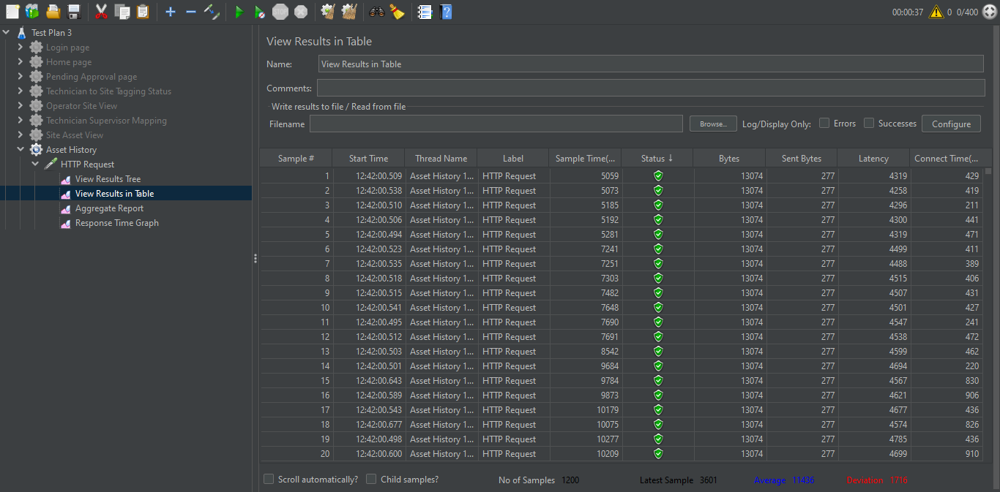 00:00:37 0 0/400
Test Plan 3
Login page
Home page
Pending Approval page
Technician to Site Tagging Status
Operator Site View
Technician Supervisor Mapping
Site Asset View
Asset History
HTTP Request
View Results Tree
View Results in Table
Aggregate Report
Response Time Graph
View Results in Table
Name: View Results in Table
Comments:
Write results to file / Read from file
Filename Browse... Log/Display Only: Errors Successes Configure
Sample # Start Time Thread Name Label Sample Time(... Status ↓ Bytes Sent Bytes Latency Connect Time(...
1 12:42:00.509 Asset History 1... HTTP Request 5059 13074 277 4319 429
2 12:42:00.538 Asset History 1... HTTP Request 5073 13074 277 4258 419
3 12:42:00.510 Asset History 1... HTTP Request 5185 13074 277 4296 211
4 12:42:00.506 Asset History 1... HTTP Request 5192 13074 277 4300 441
5 12:42:00.494 Asset History 1... HTTP Request 5281 13074 277 4319 471
6 12:42:00.523 Asset History 1... HTTP Request 7241 13074 277 4499 411
7 12:42:00.535 Asset History 1... HTTP Request 7251 13074 277 4488 389
8 12:42:00.518 Asset History 1... HTTP Request 7303 13074 277 4515 406
9 12:42:00.515 Asset History 1... HTTP Request 7482 13074 277 4507 431
10 12:42:00.541 Asset History 1... HTTP Request 7648 13074 277 4501 427
11 12:42:00.495 Asset History 1... HTTP Request 7690 13074 277 4547 241
12 12:42:00.512 Asset History 1... HTTP Request 7691 13074 277 4538 472
13 12:42:00.503 Asset History 1... HTTP Request 8542 13074 277 4599 462
14 12:42:00.501 Asset History 1... HTTP Request 9684 13074 277 4694 220
15 12:42:00.643 Asset History 1... HTTP Request 9784 13074 277 4567 830
16 12:42:00.589 Asset History 1... HTTP Request 9873 13074 277 4621 906
17 12:42:00.543 Asset History 1... HTTP Request 10179 13074 277 4677 436
18 12:42:00.677 Asset History 1... HTTP Request 10075 13074 277 4574 826
19 12:42:00.498 Asset History 1... HTTP Request 10277 13074 277 4785 436
20 12:42:00.600 Asset History 1... HTTP Request 10209 13074 277 4699 910
Scroll automatically? Child samples? No of Samples 1200 Latest Sample 3601 Average 11436 Deviation 1716